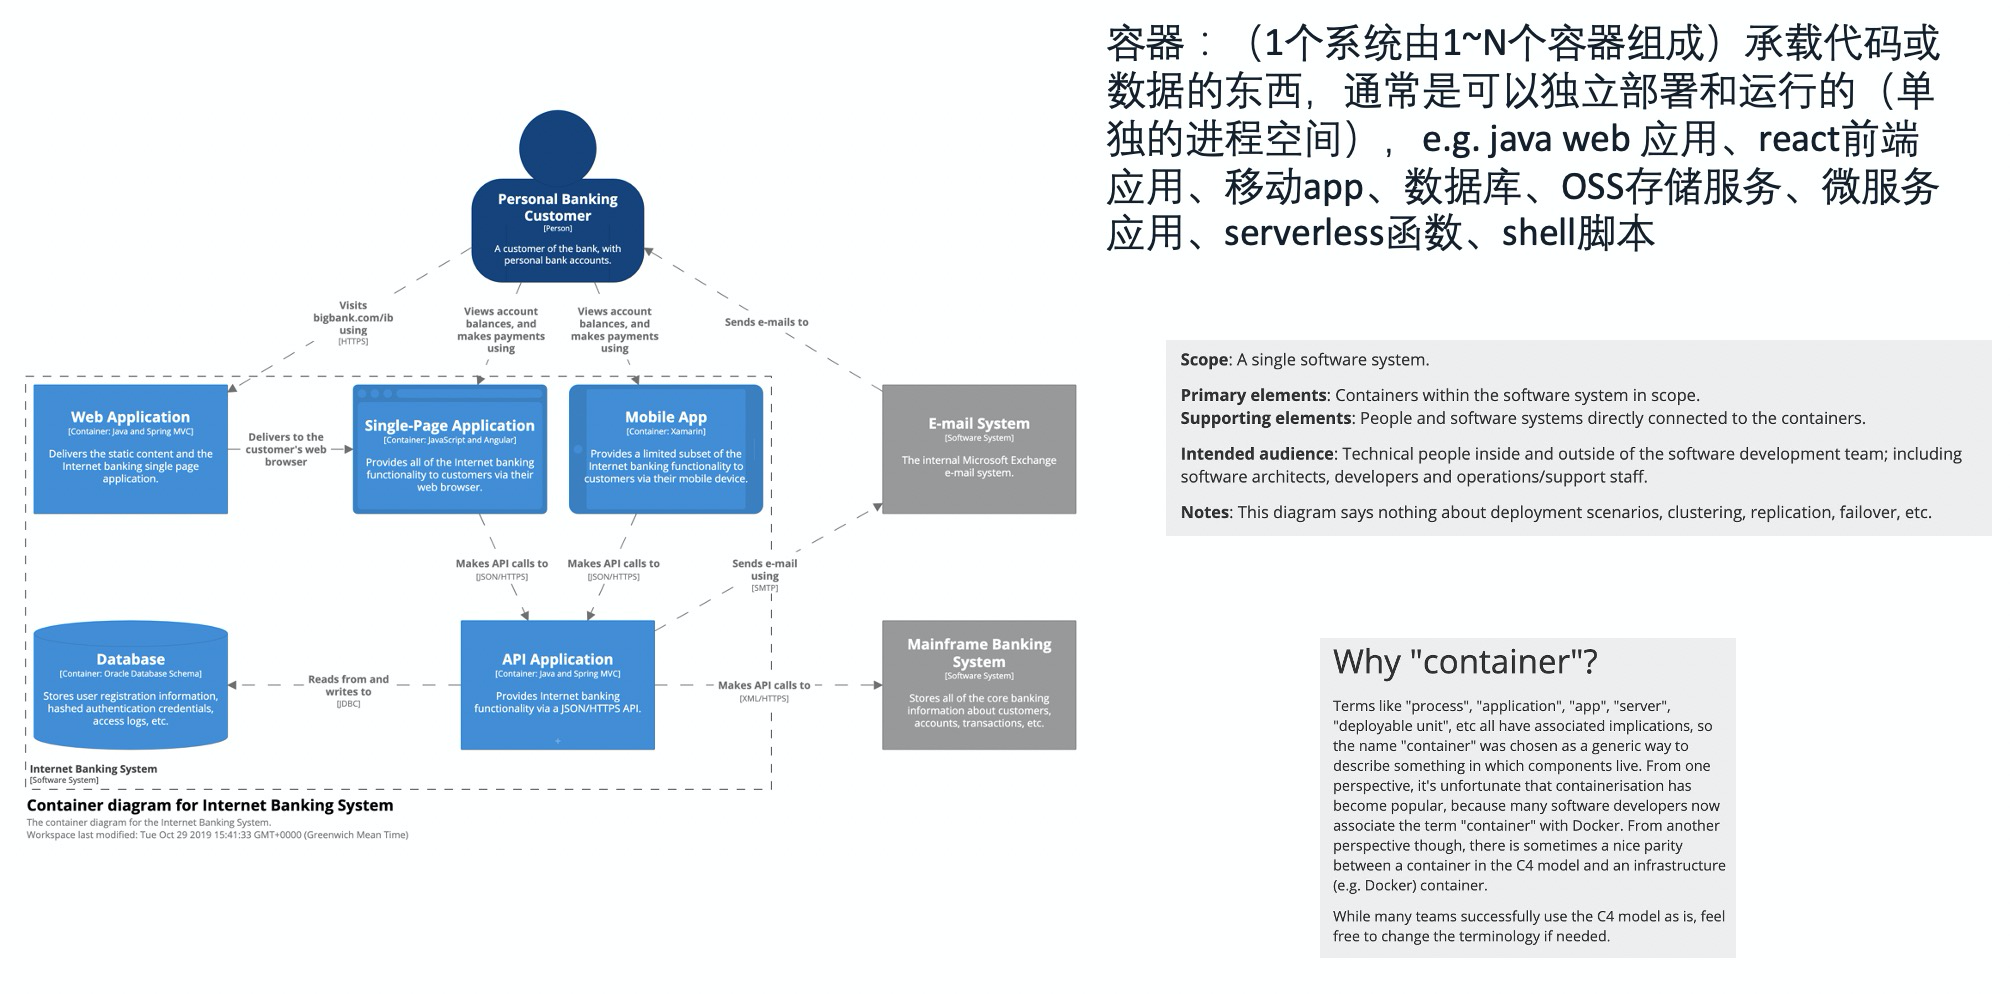 容器：（1个系统由1~N个容器组成）承载代码或
数据的东西，通常是可以独立部署和运行的（单
独的进程空间），e.g. java web 应用、react前端
应用、移动app、数据库、OSS存储服务、微服务
应用、serverless函数、shell脚本
Personal Banking
Customer
[Person]
A customer of the bank, with
personal bank accounts.
Visits
bigbank.com/ib
using
[HTTPS]
Views account
balances, and
makes payments
using
Views account
balances, and
makes payments
using
Sends e-mails to
Web Application
[Container: Java and Spring MVC]
Delivers the static content and the
Internet banking single page
application.
Delivers to the
customer's web
browser
Single-Page Application
[Container: JavaScript and Angular]
Provides all of the Internet banking
functionality to customers via their
web browser.
Mobile App
[Container: Xamarin]
Provides a limited subset of the
Internet banking functionality to
customers via their mobile device.
E-mail System
[Software System]
The internal Microsoft Exchange
e-mail system.
Makes API calls to
[JSON/HTTPS]
Makes API calls to
[JSON/HTTPS]
Sends e-mail
using
[SMTP]
Database
[Container: Oracle Database Schema]
Stores user registration information,
hashed authentication credentials,
access logs, etc.
Reads from and
writes to
[JDBC]
API Application
[Container: Java and Spring MVC]
Provides Internet banking
functionality via a JSON/HTTPS API.
+
Makes API calls to
[XML/HTTPS]
Mainframe Banking
System
[Software System]
Stores all of the core banking
information about customers,
accounts, transactions, etc.
Internet Banking System
[Software System]
Container diagram for Internet Banking System
The container diagram for the Internet Banking System.
Workspace last modified: Tue Oct 29 2019 15:41:33 GMT+0000 (Greenwich Mean Time)
Scope: A single software system.
Primary elements: Containers within the software system in scope.
Supporting elements: People and software systems directly connected to the containers.
Intended audience: Technical people inside and outside of the software development team; including
software architects, developers and operations/support staff.
Notes: This diagram says nothing about deployment scenarios, clustering, replication, failover, etc.
Why "container"?
Terms like "process", "application", "app", "server",
"deployable unit", etc all have associated implications, so
the name "container" was chosen as a generic way to
describe something in which components live. From one
perspective, it's unfortunate that containerisation has
become popular, because many software developers now
associate the term "container" with Docker. From another
perspective though, there is sometimes a nice parity
between a container in the C4 model and an infrastructure
(e.g. Docker) container.
While many teams successfully use the C4 model as is, feel
free to change the terminology if needed.